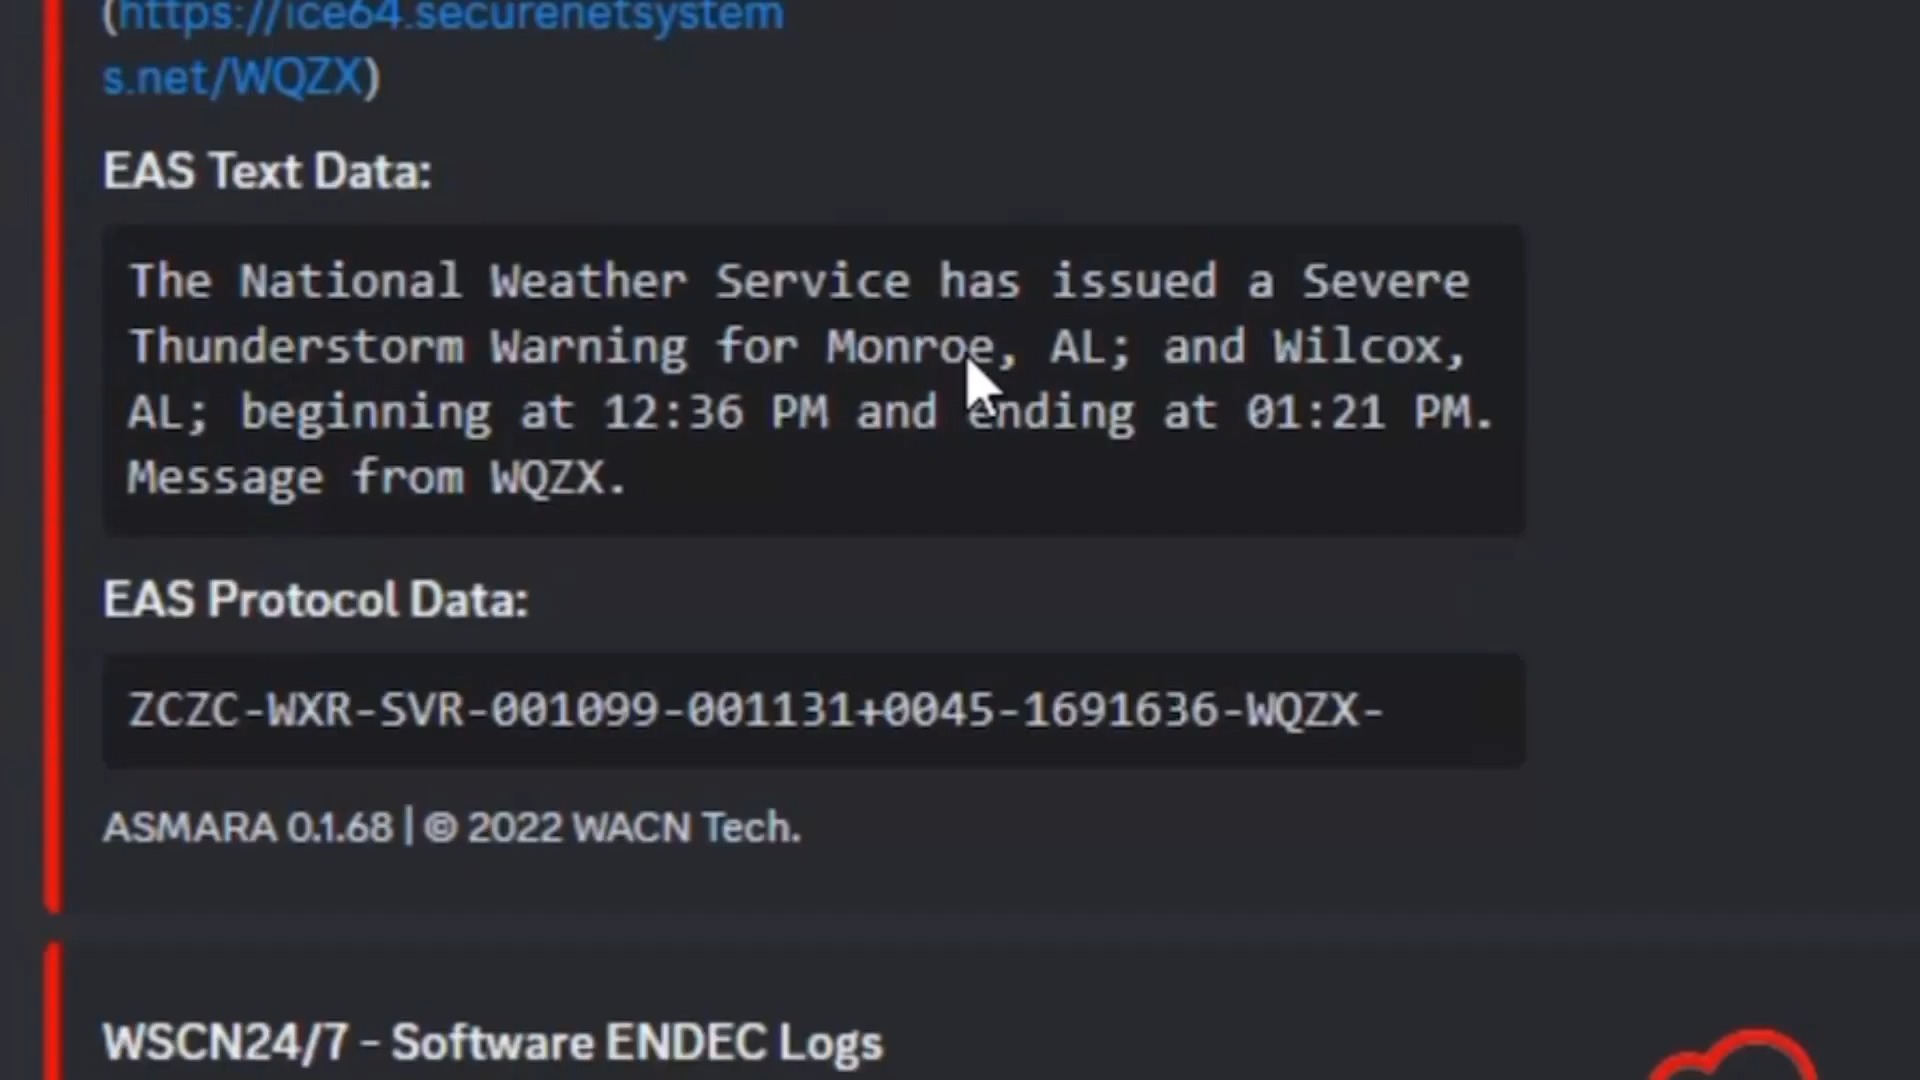 (https://ice64.securenetsystem
s.net/WQZX)
EAS Text Data:
The National Weather Service has issued a Severe
Thunderstorm Warning for Monroe, AL; and Wilcox,
AL; beginning at 12:36 PM and ending at 01:21 PM.
Message from WQZX.
EAS Protocol Data:
ZCZC-WXR-SVR-001099-001131+0045-1691636-WQZX-
ASMARA 0.1.68 | © 2022 WACN Tech.
WSCN24/7 - Software ENDEC Logs